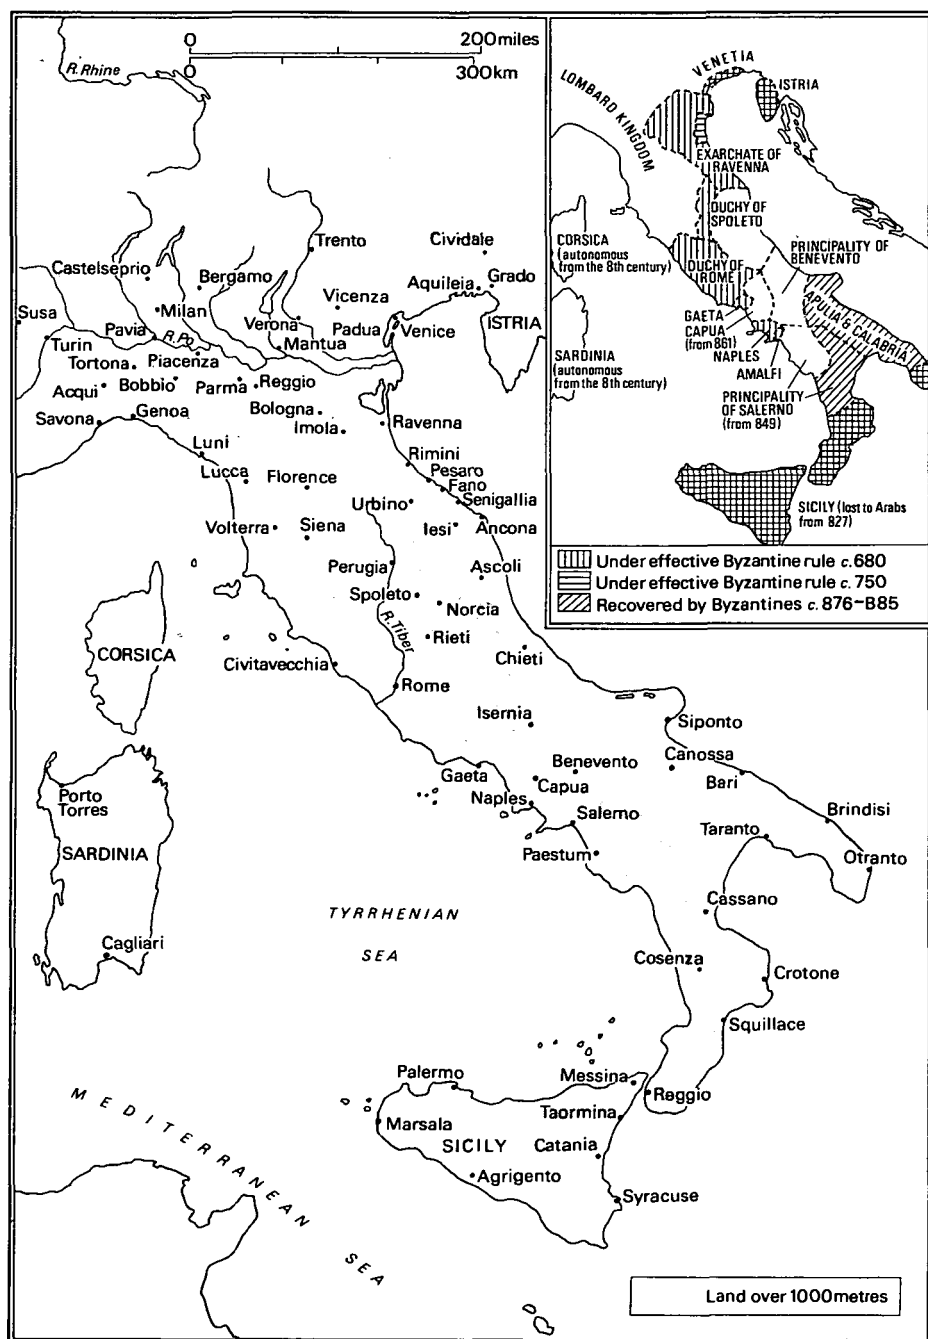 0 200 miles
0 300 km
R. Rhine
Trento
Cividale
Castelseprio
Bergamo
Aquileia
Grado
Vicenza
Susa
Milan
Verona
Padua
Venice
ISTRIA
Pavia
R. Po
Mantua
Turin
Tortona
Piacenza
Acqui
Bobbio
Parma
Reggio
Bologna
Savona
Genoa
Imola
Ravenna
Luni
Rimini
Lucca
Florence
Pesaro
Fano
Urbino
Senigallia
Volterra
Siena
Iesi
Ancona
Perugia
Ascoli
Spoleto
Norcia
R. Tiber
Rieti
CORSICA
Civitavecchia
Chieti
Rome
Isernia
Siponto
Canossa
Benevento
Gaeta
Capua
Bari
Porto
Torres
Naples
Salerno
Brindisi
Taranto
SARDINIA
Paestum
Otranto
Cassano
TYRRHENIAN
SEA
Cagliari
Cosenza
Crotone
Squillace
Palermo
Messina
Reggio
MEDITERRANEAN SEA
Marsala
Taormina
SICILY
Catania
Agrigento
Syracuse
Land over 1000 metres
VENETIA
LOMBARD KINGDOM
ISTRIA
EXARCHATE OF
RAVENNA
DUCHY OF
SPOLETO
CORSICA
(autonomous
from the 8th century)
PRINCIPALITY OF
BENEVENTO
DUCHY OF
ROME
GAETA
CAPUA
(from 861)
NAPLES
AMALFI
APULIA & CALABRIA
SARDINIA
(autonomous
from the 8th century)
PRINCIPALITY
OF SALERNO
(from 849)
SICILY (lost to Arabs
from 827)
Under effective Byzantine rule c.680
Under effective Byzantine rule c.750
Recovered by Byzantines c.876–B85